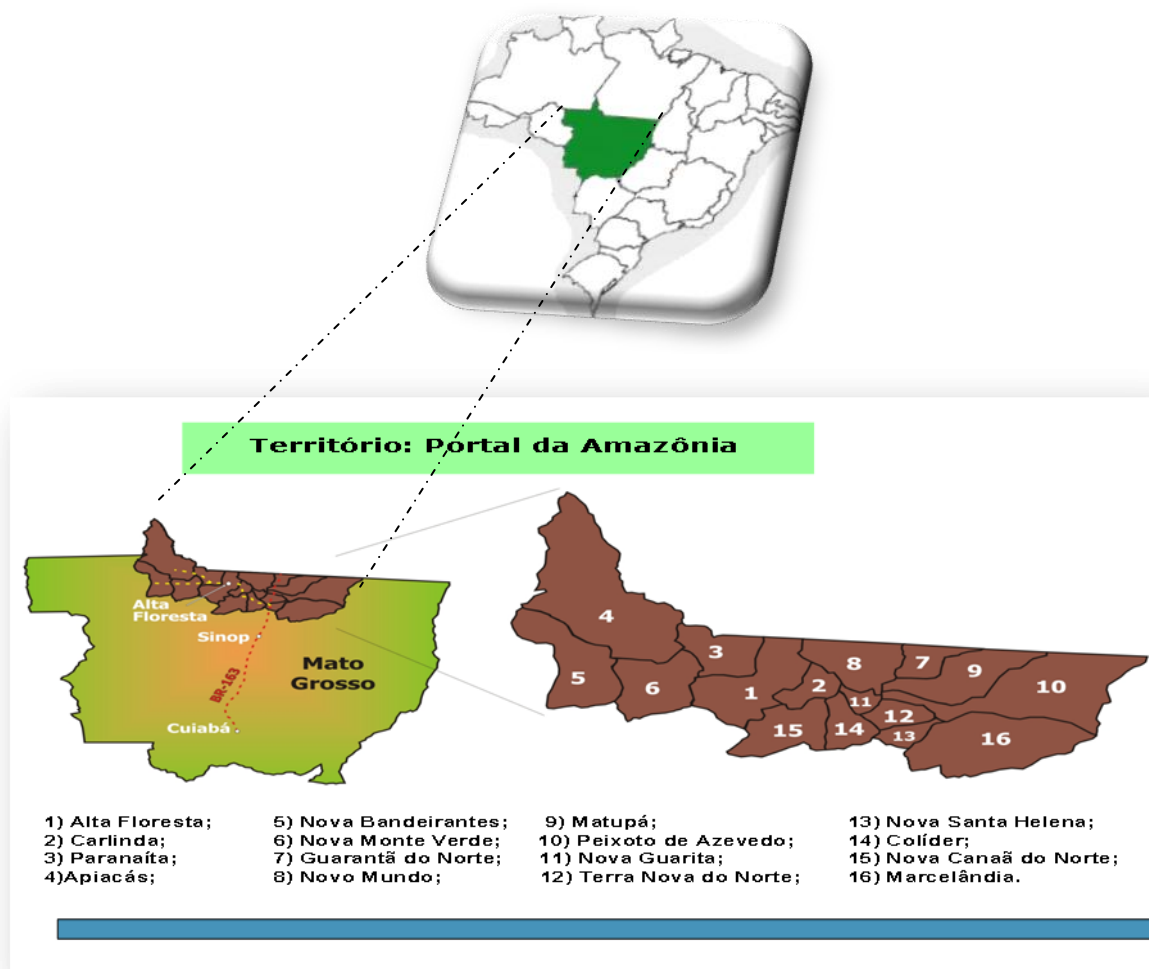 Território: Portal da Amazônia
Alta
Floresta
Sinop
BR-163
Mato
Grosso
Cuiabá
4
3
5
6
1
2
8
7
9
10
11
12
13
14
15
16
1) Alta Floresta;
2) Carlinda;
3) Paranaíta;
4)Apiacás;
5) Nova Bandeirantes;
6) Nova Monte Verde;
7) Guarantã do Norte;
8) Novo Mundo;
9) Matupá;
10) Peixoto de Azevedo;
11) Nova Guarita;
12) Terra Nova do Norte;
13) Nova Santa Helena;
14) Colíder;
15) Nova Canaã do Norte;
16) Marcelândia.